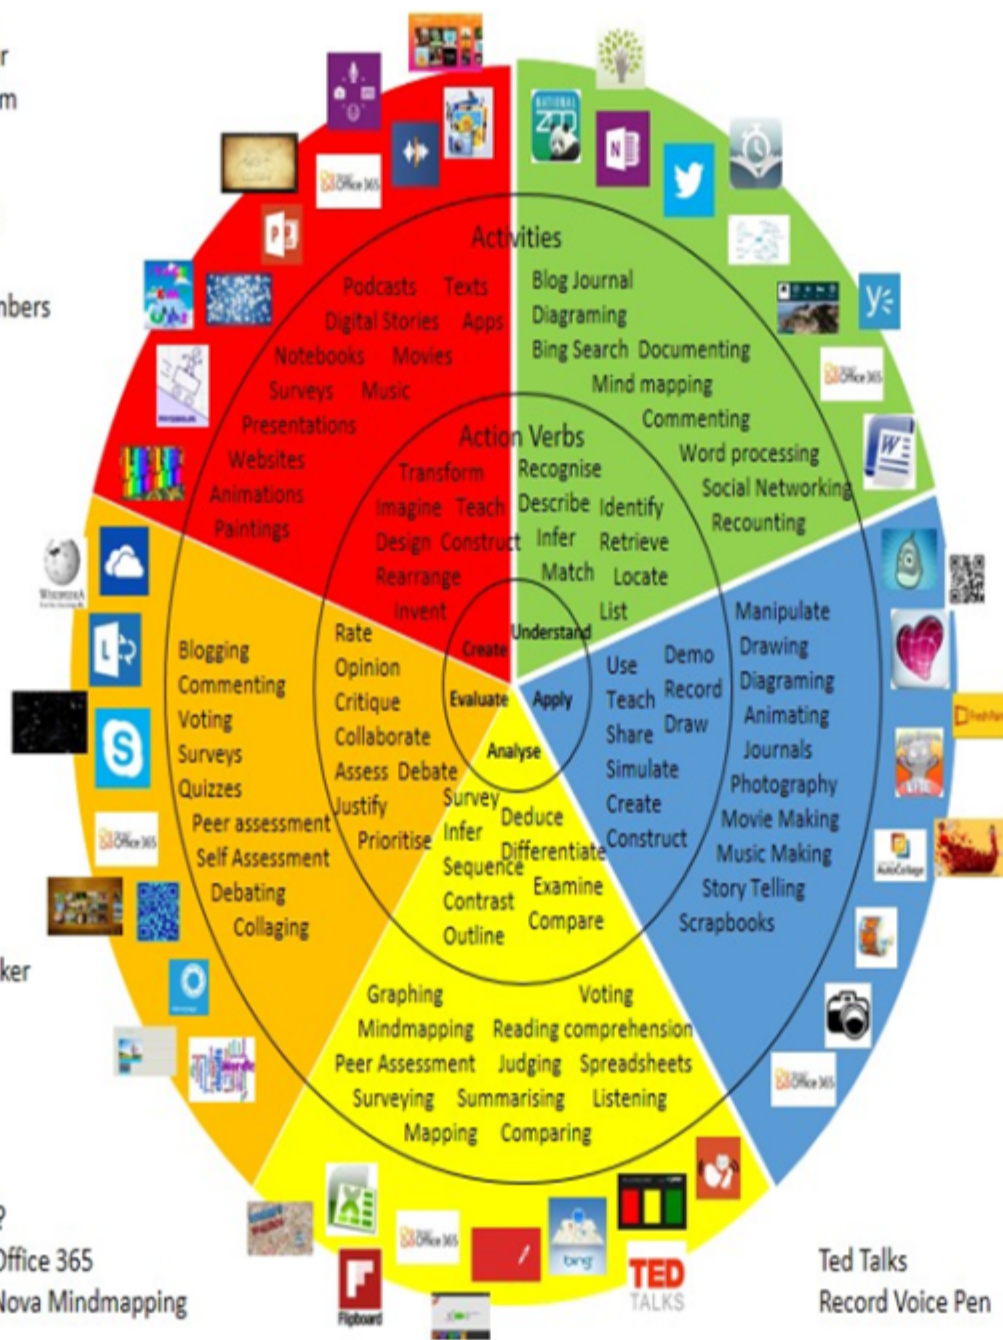 r
m
nbers
ker
?
Office 365
Nova Mindmapping
Ted Talks
Record Voice Pen
Activities
Podcasts Texts
Digital Stories Apps
Notebooks Movies
Surveys Music
Presentations
Websites
Animations
Paintings
Blog Journal
Diagraming
Bing Search Documenting
Mind mapping
Commenting
Word processing
Social Networking
Recounting
Action Verbs
Transform
Imagine Teach
Design Construct
Rearrange
Invent
Recognise
Describe Identify
Infer Retrieve
Match Locate
List
Create
Understand
Evaluate
Apply
Analyse
Blogging
Commenting
Voting
Surveys
Quizzes
Peer assessment
Self Assessment
Debating
Collaging
Rate
Opinion
Critique
Collaborate
Assess Debate
Justify
Prioritise
Use Demo
Teach Record
Share Draw
Simulate
Create
Construct
Manipulate
Drawing
Diagraming
Animating
Journals
Photography
Movie Making
Music Making
Story Telling
Scrapbooks
Survey Deduce
Infer Differentiate
Sequence
Contrast Examine
Outline Compare
Graphing Voting
Mindmapping Reading comprehension
Peer Assessment Judging Spreadsheets
Surveying Summarising Listening
Mapping Comparing
Office 365
P
NATIONAL
ZOO
N
y
Office 365
W
WIKIPEDIA
L
S
Office 365
AutoCollage
Office 365
X
Office 365
bing
Flipboard
TED
TALKS